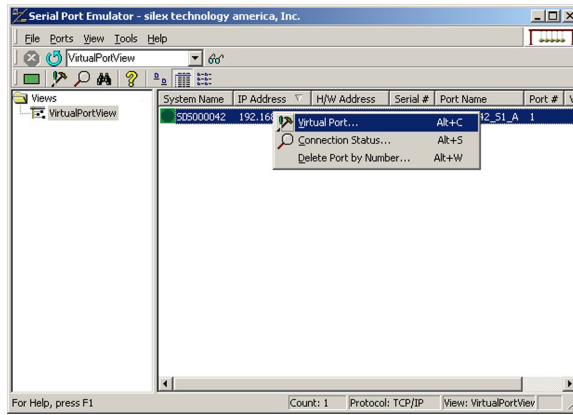 Serial Port Emulator - silex technology america, Inc.
File Ports View Tools Help
VirtualPortView
Views
VirtualPortView
System Name IP Address H/W Address Serial # Port Name Port #
SDS000042 192.168 42_S1_A 1
Virtual Port... Alt+C
Connection Status... Alt+S
Delete Port by Number... Alt+W
For Help, press F1 Count: 1 Protocol: TCP/IP View: VirtualPortView